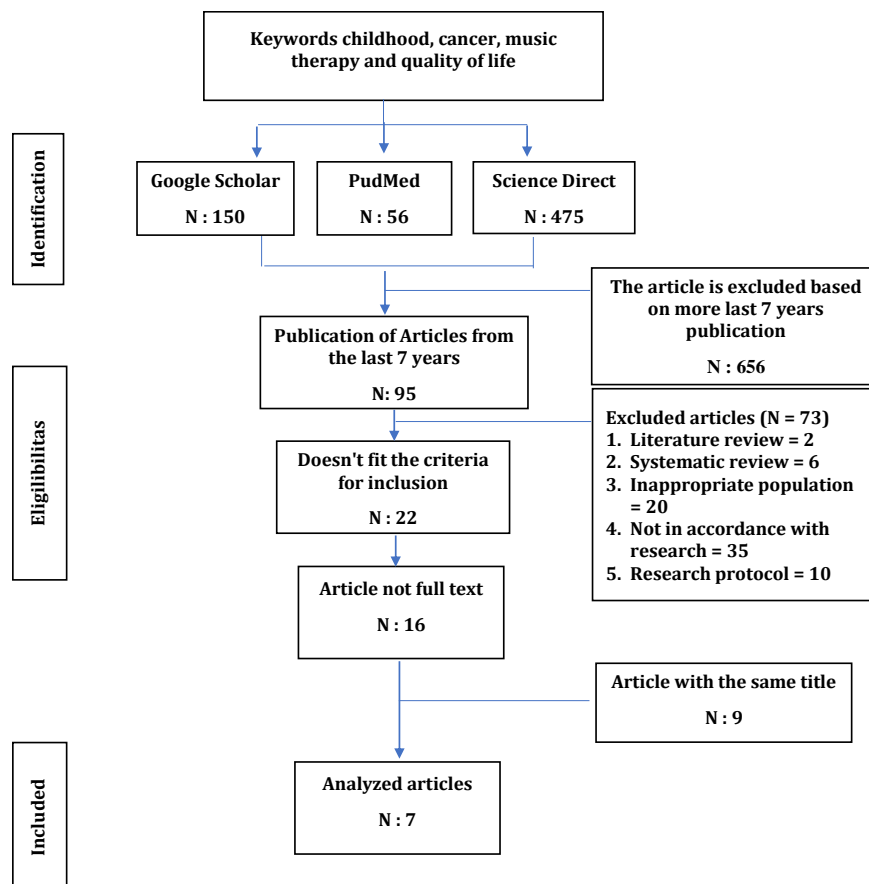 Keywords childhood, cancer, music
therapy and quality of life
Identification
Google Scholar
N : 150
PudMed
N : 56
Science Direct
N : 475
The article is excluded based
on more last 7 years
publication
N : 656
Publication of Articles from
the last 7 years
N: 95
Eligilibilitas
Excluded articles (N = 73)
1. Literature review = 2
2. Systematic review = 6
3. Inappropriate population
= 20
4. Not in accordance with
research = 35
5. Research protocol = 10
Doesn't fit the criteria
for inclusion
N : 22
Article not full text
N : 16
Article with the same title
N : 9
Included
Analyzed articles
N : 7